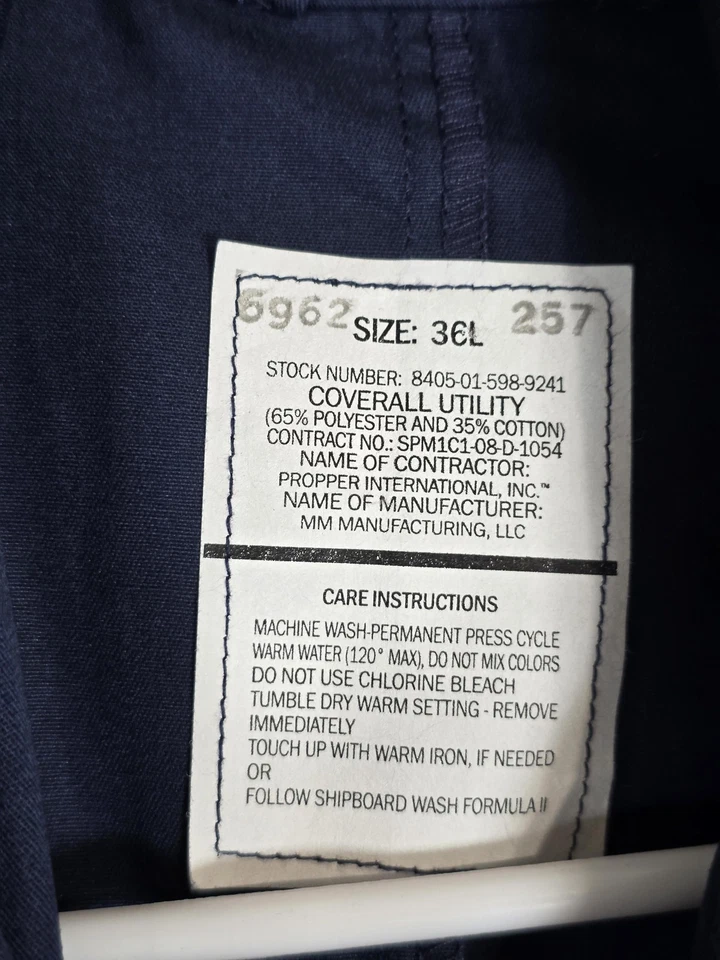 6962 257
SIZE: 36L
STOCK NUMBER: 8405-01-598-9241
COVERALL UTILITY
(65% POLYESTER AND 35% COTTON)
CONTRACT NO.: SPM1C1-08-D-1054
NAME OF CONTRACTOR:
PROPPER INTERNATIONAL, INC.™
NAME OF MANUFACTURER:
MM MANUFACTURING, LLC
CARE INSTRUCTIONS
MACHINE WASH-PERMANENT PRESS CYCLE
WARM WATER (120° MAX), DO NOT MIX COLORS
DO NOT USE CHLORINE BLEACH
TUMBLE DRY WARM SETTING - REMOVE
IMMEDIATELY
TOUCH UP WITH WARM IRON, IF NEEDED
OR
FOLLOW SHIPBOARD WASH FORMULA II